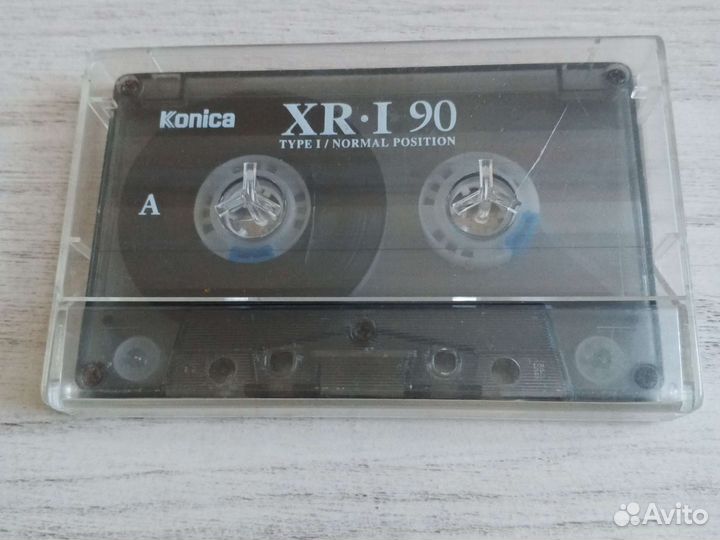 Konica XR·I 90
TYPE I / NORMAL POSITION
A
Avito